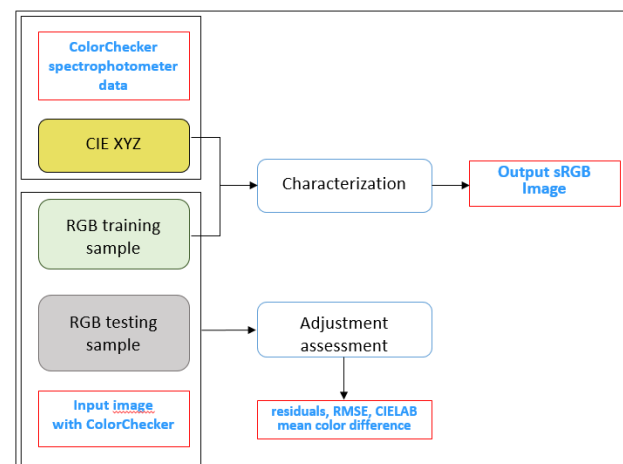 ColorChecker
spectrophotometer
data
CIE XYZ
Characterization
Output sRGB
Image
RGB training
sample
RGB testing
sample
Adjustment
assessment
Input image
with ColorChecker
residuals, RMSE, CIELAB
mean color difference